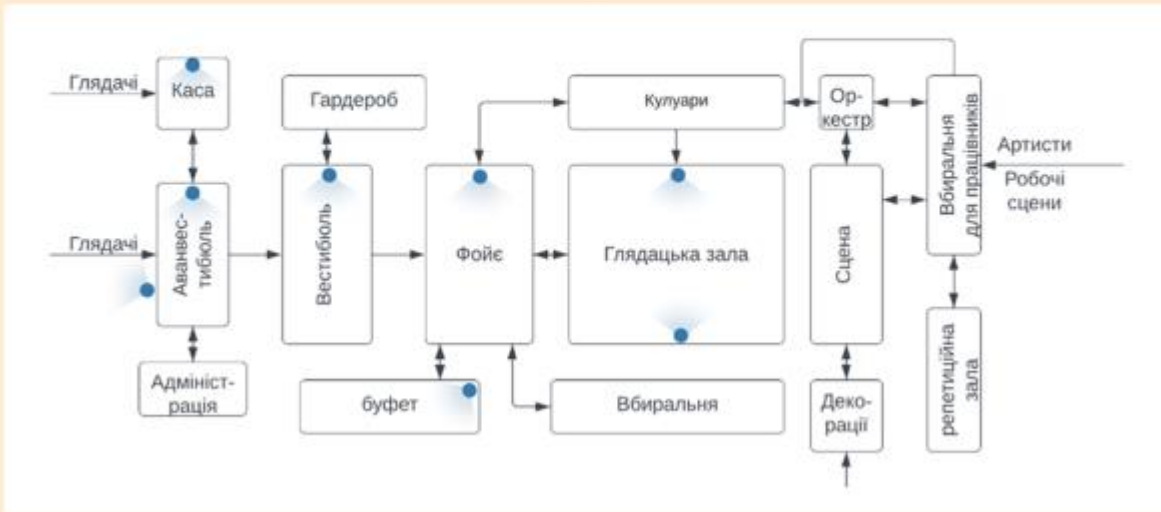 Глядачі
Каса
Гардероб
Кулуари
Ор-
кестр
Вбиральня
для працівників
Артисти
Робочі
сцени
Глядачі
Аванвес-
тибюль
Вестибюль
Фойє
Глядацька зала
Сцена
Адмініст-
рація
буфет
Вбиральня
Деко-
рації
репетиційна
зала